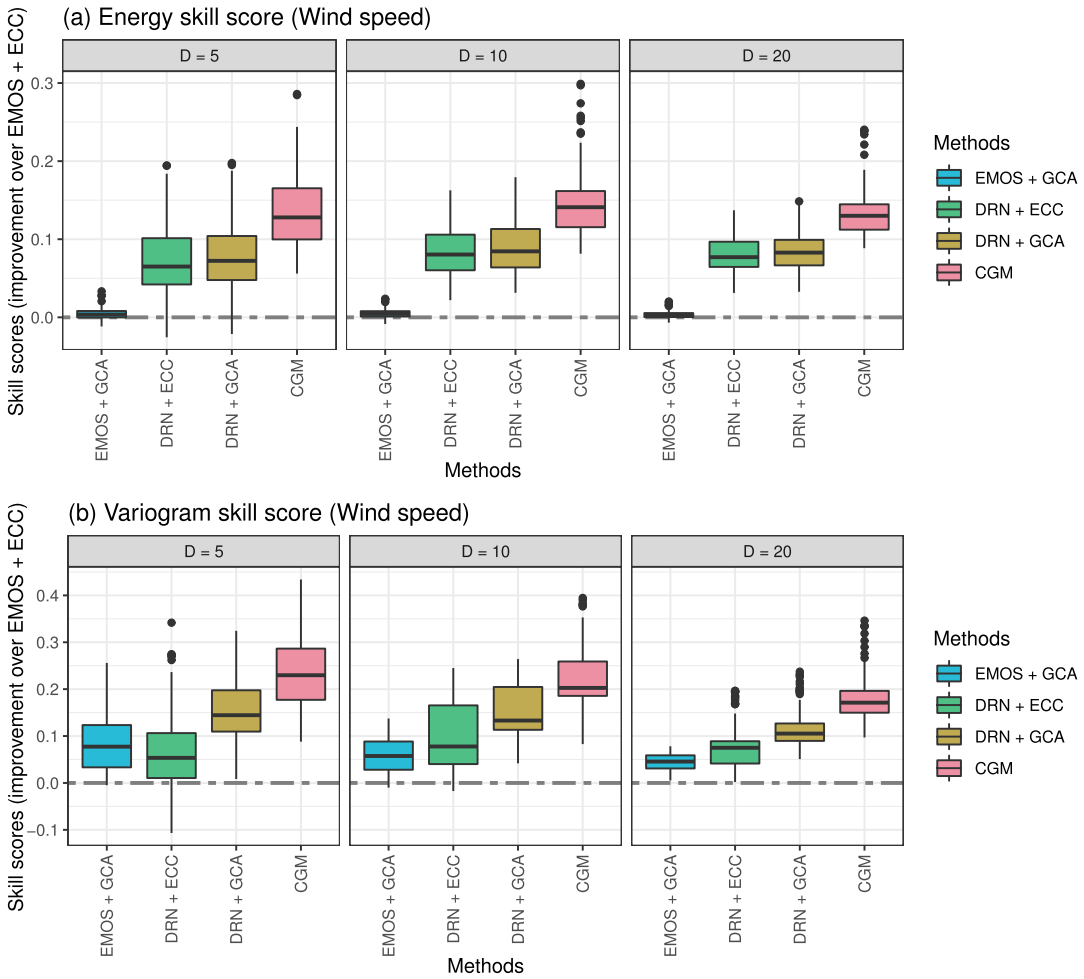 (a) Energy skill score (Wind speed)
Skill scores (improvement over EMOS + ECC)
D = 5
D = 10
D = 20
0.3
0.2
0.1
0.0
EMOS + GCA
DRN + ECC
DRN + GCA
CGM
EMOS + GCA
DRN + ECC
DRN + GCA
CGM
EMOS + GCA
DRN + ECC
DRN + GCA
CGM
Methods
Methods
EMOS + GCA
DRN + ECC
DRN + GCA
CGM
(b) Variogram skill score (Wind speed)
Skill scores (improvement over EMOS + ECC)
D = 5
D = 10
D = 20
0.4
0.3
0.2
0.1
0.0
−0.1
EMOS + GCA
DRN + ECC
DRN + GCA
CGM
EMOS + GCA
DRN + ECC
DRN + GCA
CGM
EMOS + GCA
DRN + ECC
DRN + GCA
CGM
Methods
Methods
EMOS + GCA
DRN + ECC
DRN + GCA
CGM